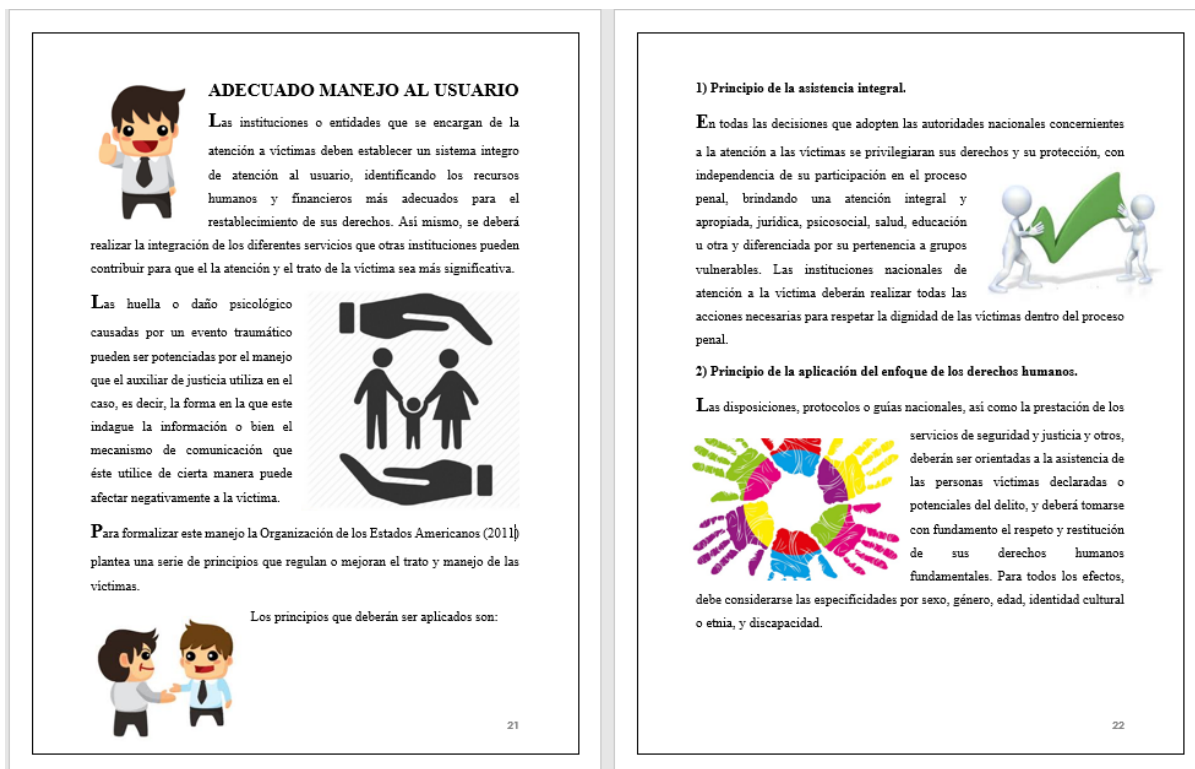 ADECUADO MANEJO AL USUARIO
Las instituciones o entidades que se encargan de la
atención a víctimas deben establecer un sistema integro
de atención al usuario, identificando los recursos
humanos y financieros más adecuados para el
restablecimiento de sus derechos. Así mismo, se deberá
realizar la integración de los diferentes servicios que otras instituciones pueden
contribuir para que el la atención y el trato de la víctima sea más significativa.
Las huella o daño psicológico
causadas por un evento traumático
pueden ser potenciadas por el manejo
que el auxiliar de justicia utiliza en el
caso, es decir, la forma en la que este
indague la información o bien el
mecanismo de comunicación que
éste utilice de cierta manera puede
afectar negativamente a la víctima.
Para formalizar este manejo la Organización de los Estados Americanos (2011)
plantea una serie de principios que regulan o mejoran el trato y manejo de las
víctimas.
Los principios que deberán ser aplicados son:
21
1) Principio de la asistencia integral.
En todas las decisiones que adopten las autoridades nacionales concernientes
a la atención a las víctimas se privilegiaran sus derechos y su protección, con
independencia de su participación en el proceso
penal, brindando una atención integral y
apropiada, jurídica, psicosocial, salud, educación
u otra y diferenciada por su pertenencia a grupos
vulnerables. Las instituciones nacionales de
atención a la víctima deberán realizar todas las
acciones necesarias para respetar la dignidad de las víctimas dentro del proceso
penal.
2) Principio de la aplicación del enfoque de los derechos humanos.
Las disposiciones, protocolos o guías nacionales, así como la prestación de los
servicios de seguridad y justicia y otros,
deberán ser orientadas a la asistencia de
las personas víctimas declaradas o
potenciales del delito, y deberá tomarse
con fundamento el respeto y restitución
de sus derechos humanos
fundamentales. Para todos los efectos,
debe considerarse las especificidades por sexo, género, edad, identidad cultural
o etnia, y discapacidad.
22